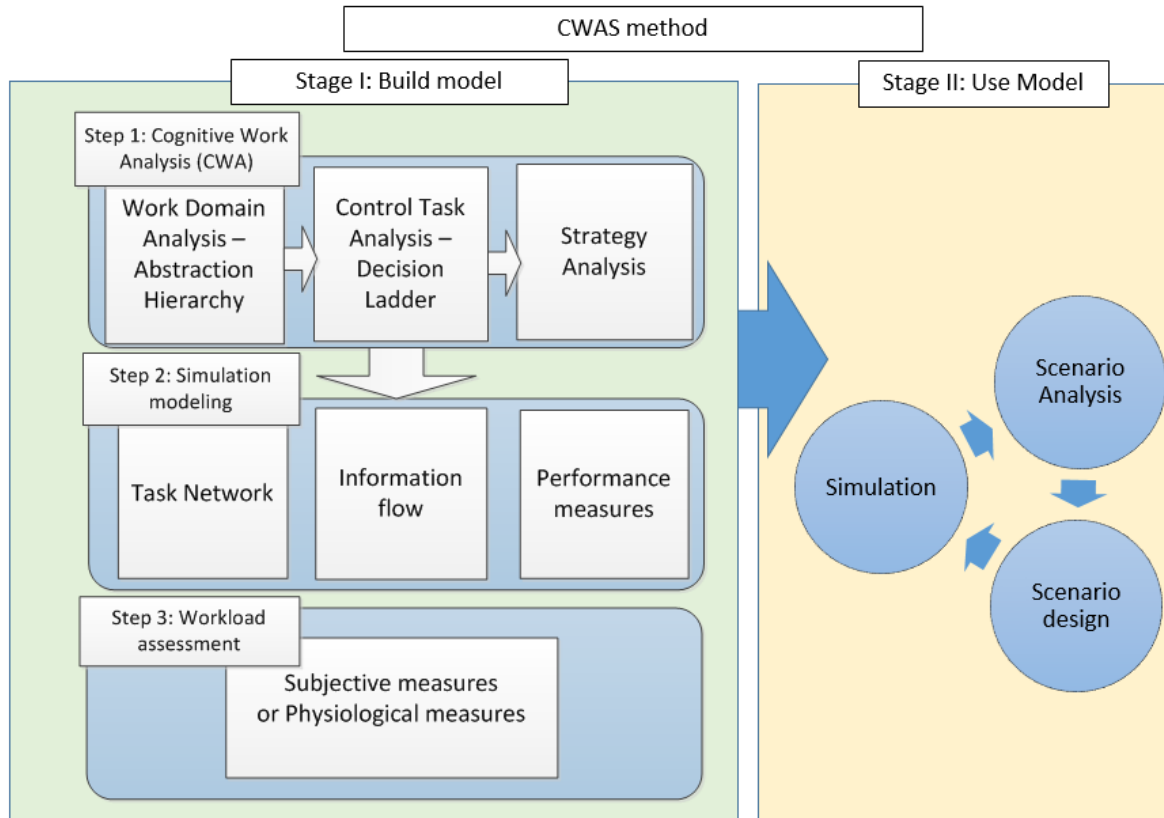 CWAS method
Stage I: Build model
Step 1: Cognitive Work
Analysis (CWA)
Work Domain
Analysis –
Abstraction
Hierarchy
Control Task
Analysis –
Decision
Ladder
Strategy
Analysis
Step 2: Simulation
modeling
Task Network
Information
flow
Performance
measures
Step 3: Workload
assessment
Subjective measures
or Physiological measures
Stage II: Use Model
Scenario
Analysis
Simulation
Scenario
design